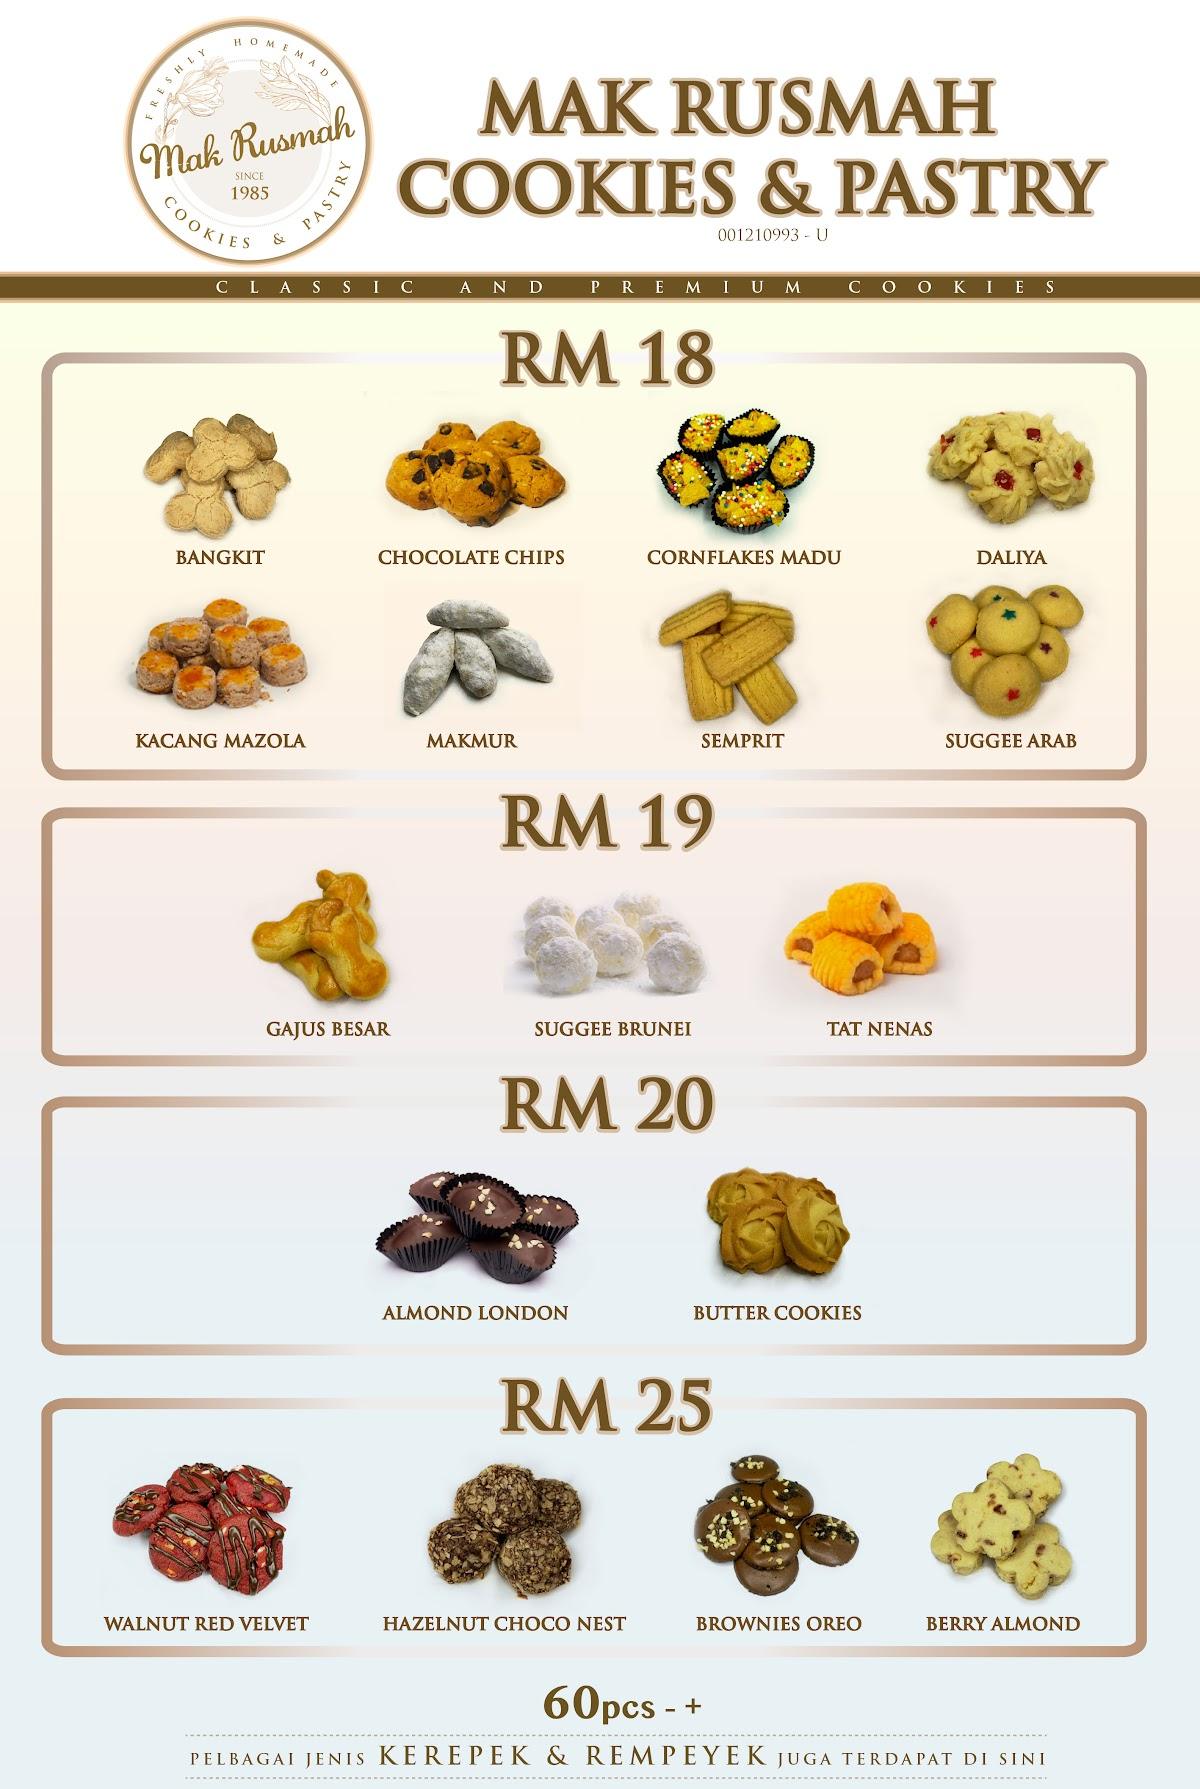 FRESHLY HOMEMADE
Mak Rusmah
SINCE
1985
COOKIES & PASTRY
MAK RUSMAH
COOKIES & PASTRY
001210993 - U
CLASSIC AND PREMIUM COOKIES
RM 18
BANGKIT CHOCOLATE CHIPS CORNFLAKES MADU DALIYA
KACANG MAZOLA MAKMUR SEMPRIT SUGGEE ARAB
RM 19
GAJUS BESAR SUGGEE BRUNEI TAT NENAS
RM 20
ALMOND LONDON BUTTER COOKIES
RM 25
WALNUT RED VELVET HAZELNUT CHOCO NEST BROWNIES OREO BERRY ALMOND
60pcs - +
PELBAGAI JENIS KEREPEK & REMPEYEK JUGA TERDAPAT DI SINI